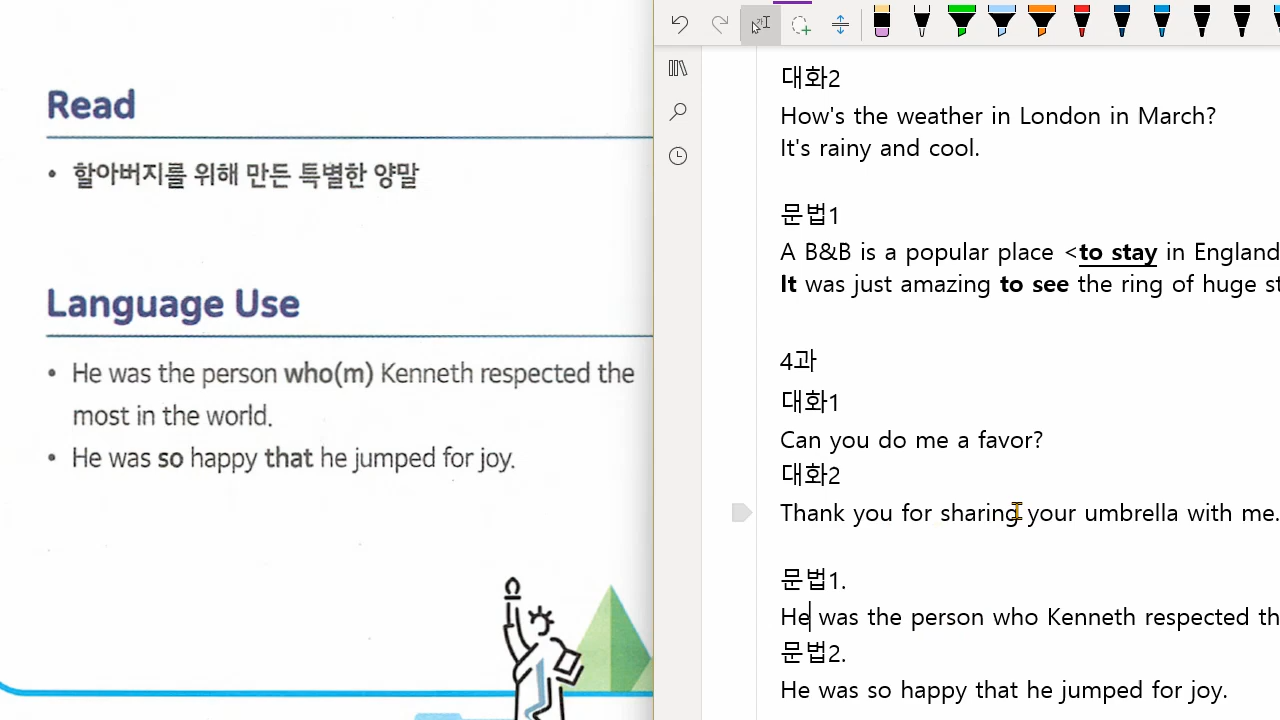 Read
• 할아버지를 위해 만든 특별한 양말
Language Use
• He was the person who(m) Kenneth respected the
most in the world.
• He was so happy that he jumped for joy.
대화2
How's the weather in London in March?
It's rainy and cool.
문법1
A B&B is a popular place <to stay in England
It was just amazing to see the ring of huge st
4과
대화1
Can you do me a favor?
대화2
Thank you for sharing your umbrella with me.
문법1.
He was the person who Kenneth respected th
문법2.
He was so happy that he jumped for joy.